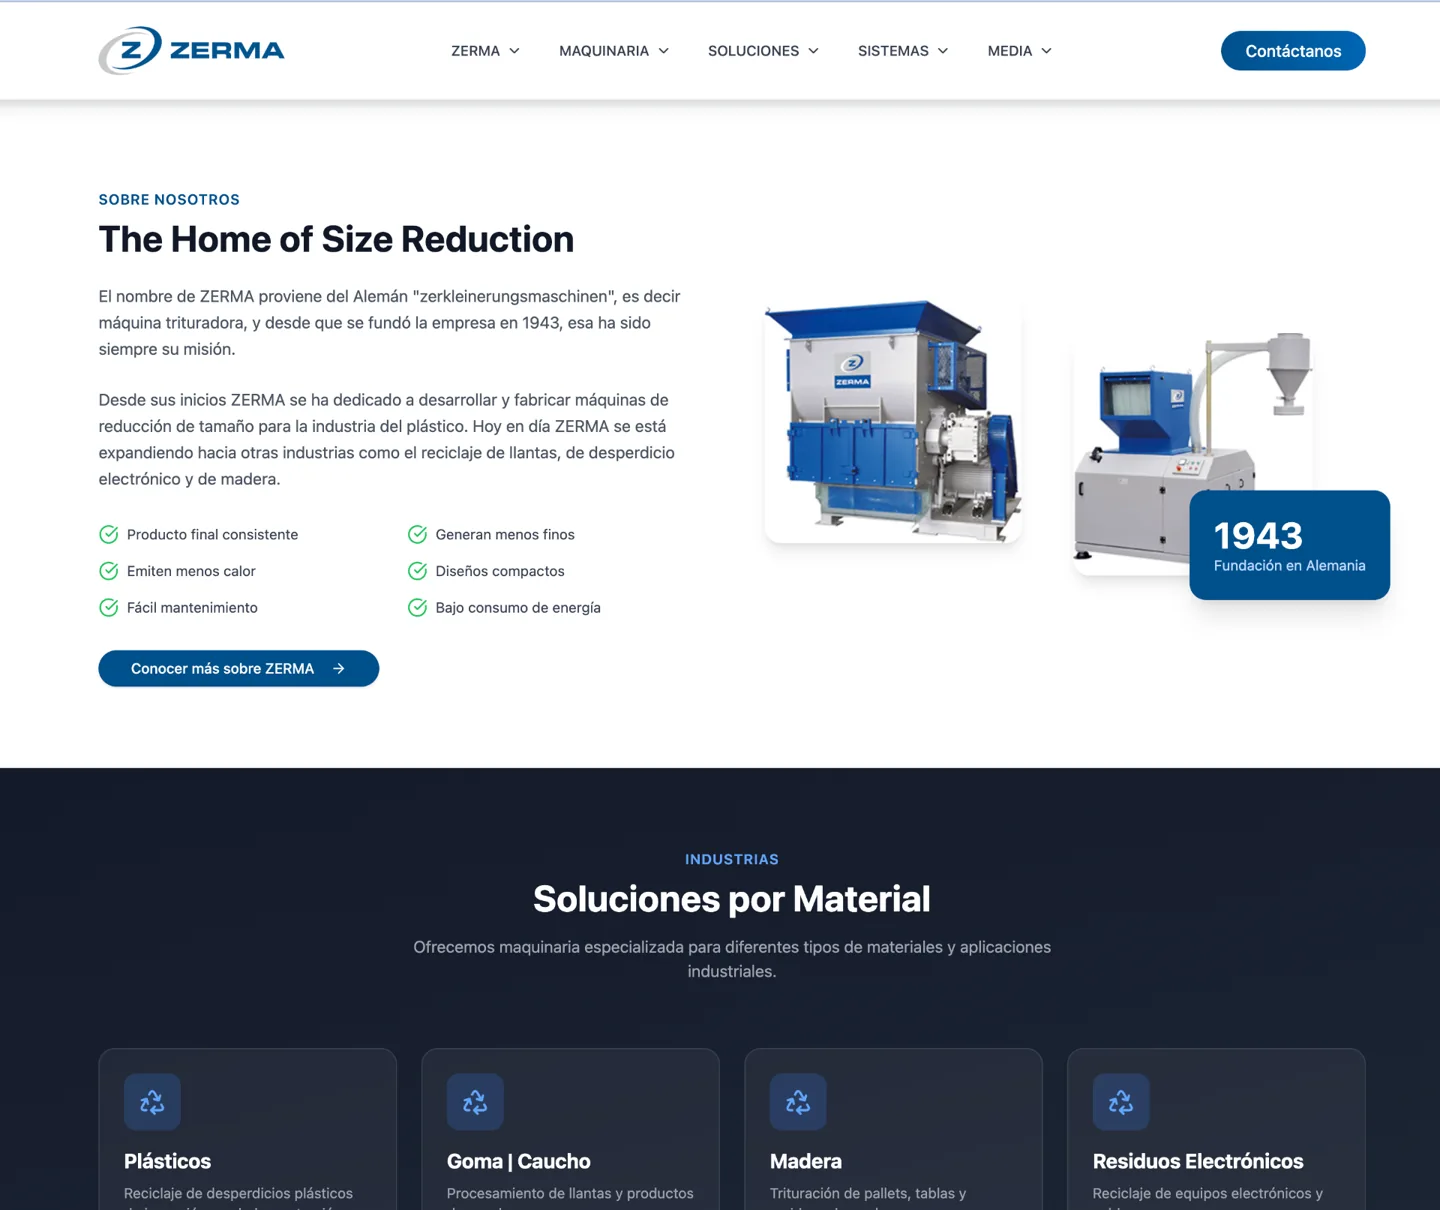 Z ZERMA
ZERMA
MAQUINARIA
SOLUCIONES
SISTEMAS
MEDIA
Contáctanos
SOBRE NOSOTROS
The Home of Size Reduction
El nombre de ZERMA proviene del Alemán "zerkleinerungsmaschinen", es decir
máquina trituradora, y desde que se fundó la empresa en 1943, esa ha sido
siempre su misión.
Desde sus inicios ZERMA se ha dedicado a desarrollar y fabricar máquinas de
reducción de tamaño para la industria del plástico. Hoy en día ZERMA se está
expandiendo hacia otras industrias como el reciclaje de llantas, de desperdicio
electrónico y de madera.
Producto final consistente
Generan menos finos
Emiten menos calor
Diseños compactos
Fácil mantenimiento
Bajo consumo de energía
Conocer más sobre ZERMA
Z
ZERMA
1943
Fundación en Alemania
INDUSTRIAS
Soluciones por Material
Ofrecemos maquinaria especializada para diferentes tipos de materiales y aplicaciones
industriales.
Plásticos
Reciclaje de desperdicios plásticos
Goma | Caucho
Procesamiento de llantas y productos
Madera
Trituración de pallets, tablas y
Residuos Electrónicos
Reciclaje de equipos electrónicos y